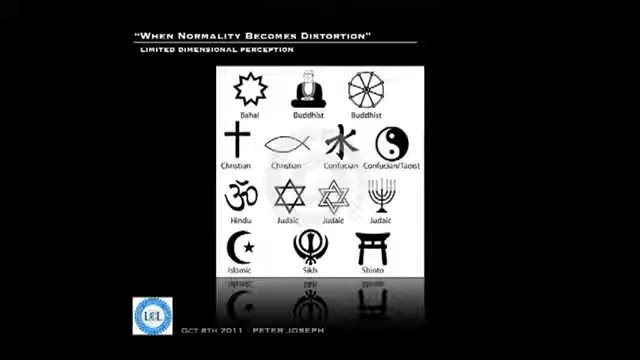 “When Normality Becomes Distortion”
Limited Dimensional Perception
Bahai Buddhist Buddhist
Christian Christian Confucian Confucian/Taoist
Hindu Judaic Judaic Judaic
Islamic Sikh Shinto
LCL
Oct 8th 2011 - Peter Joseph